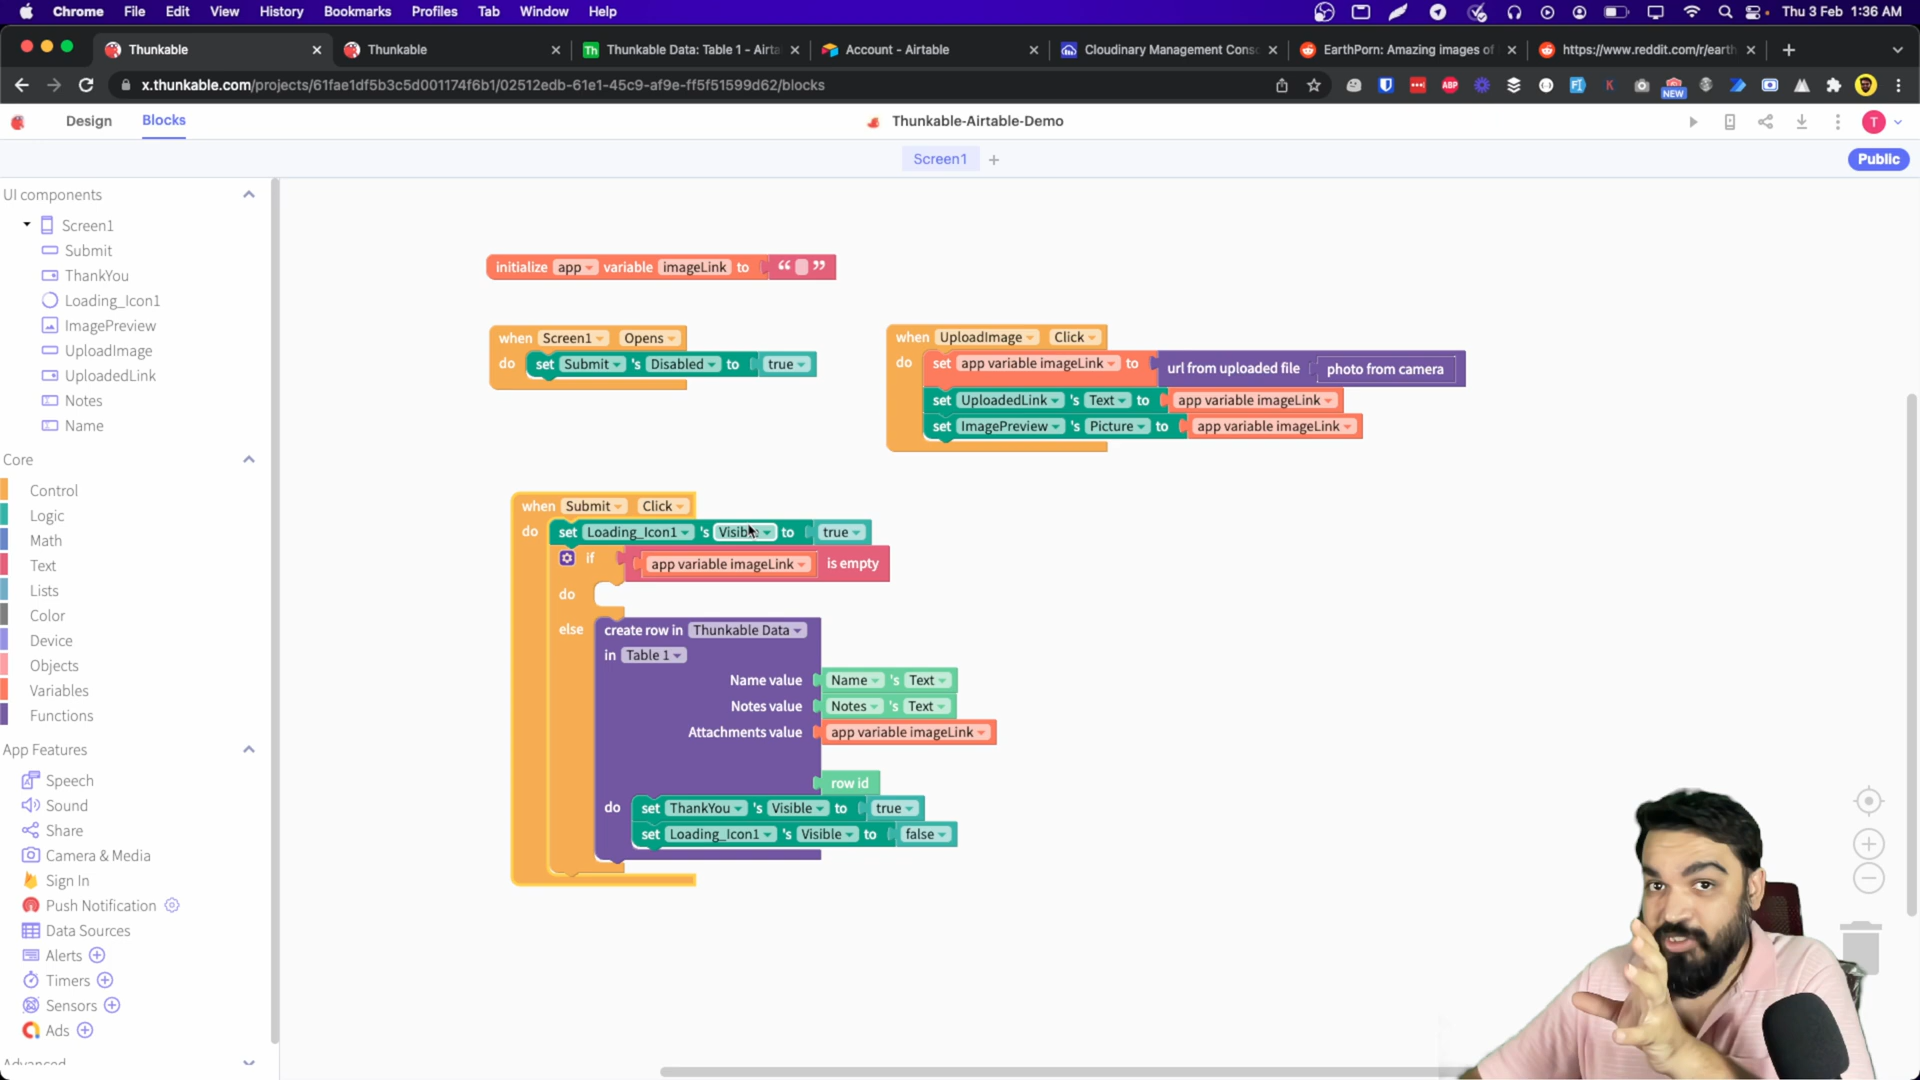 Chrome File Edit View History Bookmarks Profiles Tab Window Help Thu 3 Feb 1:36 AM
Thunkable Thunkable Thunkable Data: Table 1 - Airta Account - Airtable Cloudinary Management Conso EarthPorn: Amazing images of https://www.reddit.com/r/earth
x.thunkable.com/projects/61fae1df5b3c5d001174f6b1/02512edb-61e1-45c9-af9e-ff5f51599d62/blocks
Design Blocks Thunkable-Airtable-Demo T
Screen1 + Public
UI components
Screen1
Submit
ThankYou
Loading_Icon1
ImagePreview
UploadImage
UploadedLink
Notes
Name
Core
Control
Logic
Math
Text
Lists
Color
Device
Objects
Variables
Functions
App Features
Speech
Sound
Share
Camera & Media
Sign In
Push Notification
Data Sources
Alerts
Timers
Sensors
Ads
Advanced
initialize app variable imageLink to “ ”
when Screen1 Opens
do set Submit 's Disabled to true
when UploadImage Click
do set app variable imageLink to url from uploaded file photo from camera
set UploadedLink 's Text to app variable imageLink
set ImagePreview 's Picture to app variable imageLink
when Submit Click
do set Loading_Icon1 's Visible to true
if app variable imageLink is empty
do
else create row in Thunkable Data
in Table 1
Name value Name 's Text
Notes value Notes 's Text
Attachments value app variable imageLink
row id
do set ThankYou 's Visible to true
set Loading_Icon1 's Visible to false